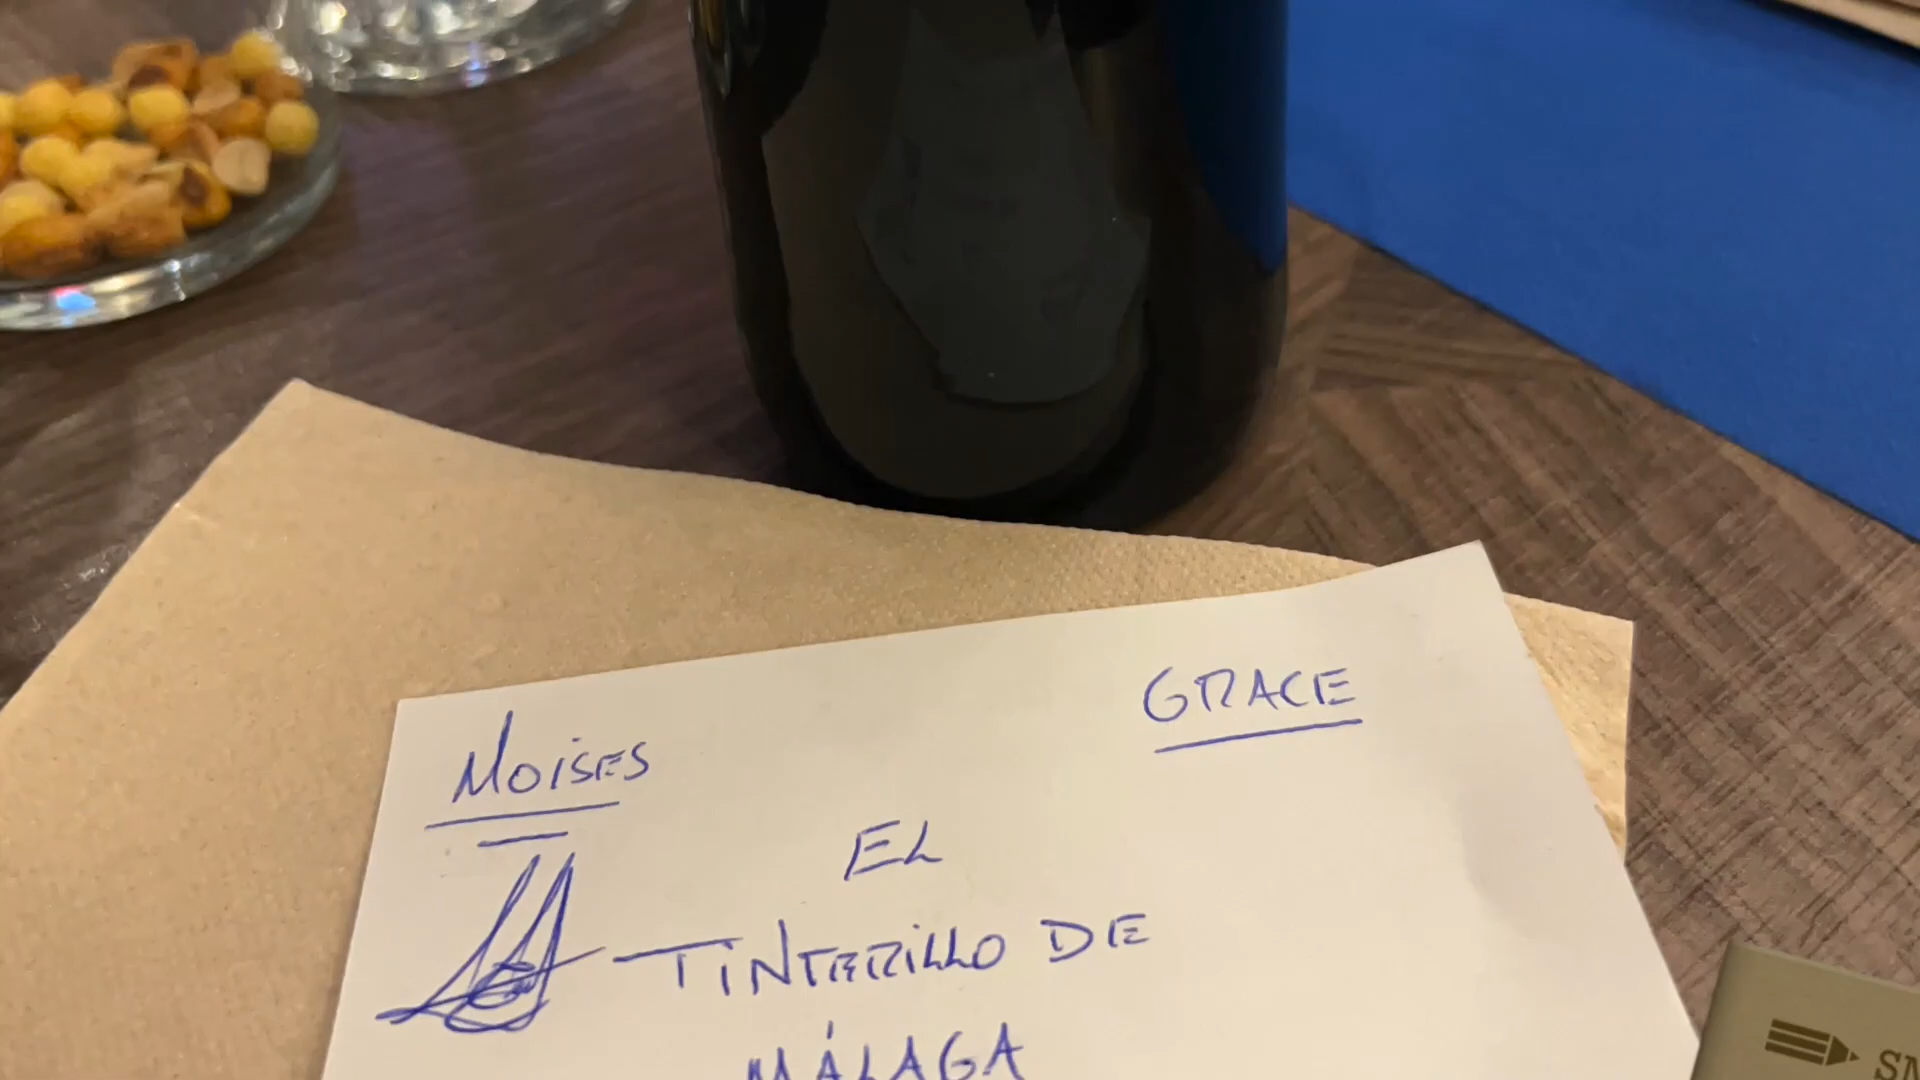 GRACE
MOISES
EL
TINTERILLO DE
MÁLAGA